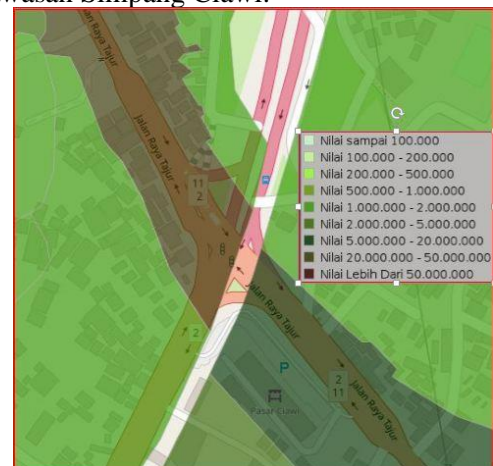 wasan Simpang Ciawi.
Jalan Raya Tajur
Jalan Raya Tajur
11
2
Nilai sampai 100.000
Nilai 100.000 - 200.000
Nilai 200.000 - 500.000
Nilai 500.000 - 1.000.000
Nilai 1.000.000 - 2.000.000
Nilai 2.000.000 - 5.000.000
Nilai 5.000.000 - 20.000.000
Nilai 20.000.000 - 50.000.000
Nilai Lebih Dari 50.000.000
Jalan Raya Tajur
2
P
Pasar Ciawi
2
11
Jalan Raya Tajur